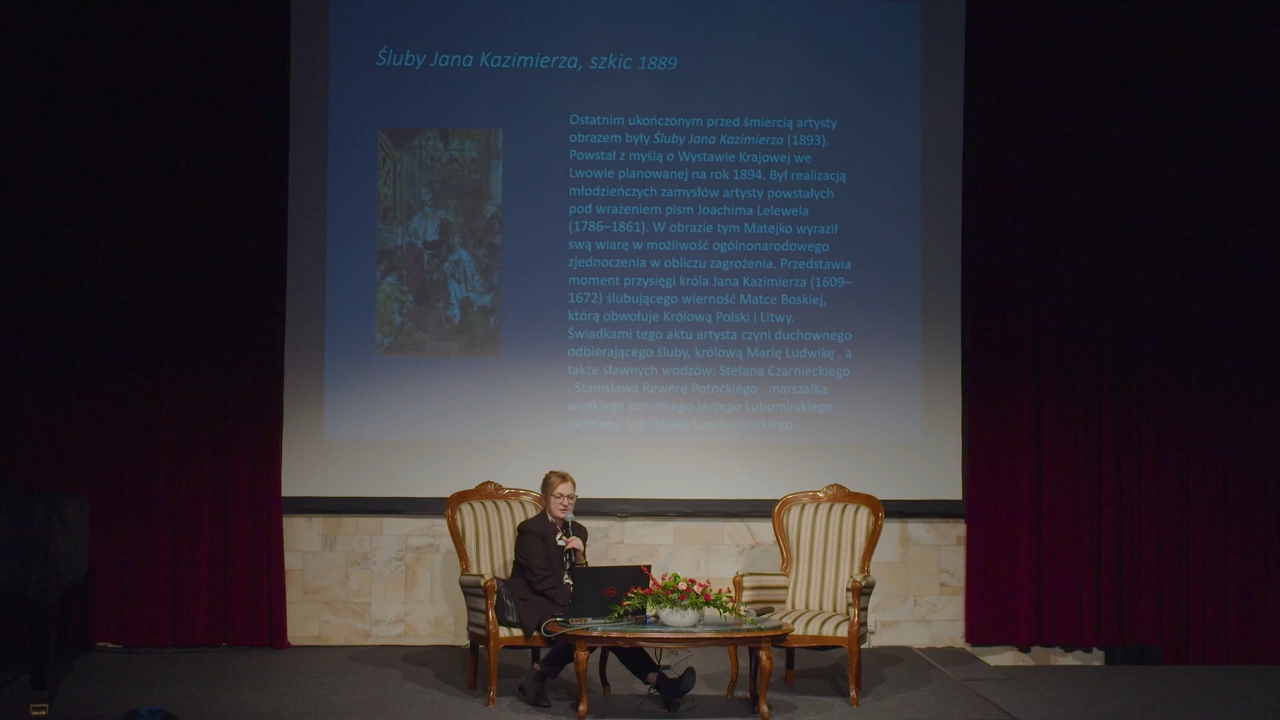 Śluby Jana Kazimierza, szkic 1889
Ostatnim ukończonym przed śmiercią artysty
obrazem były Śluby Jana Kazimierza (1893).
Powstał z myślą o Wystawie Krajowej we
Lwowie planowanej na rok 1894. Był realizacją
młodzieńczych zamysłów artysty powstałych
pod wrażeniem pism Joachima Lelewela
(1786–1861). W obrazie tym Matejko wyraził
swą wiarę w możliwość ogólnonarodowego
zjednoczenia w obliczu zagrożenia. Przedstawia
moment przysięgi króla Jana Kazimierza (1609–
1672) ślubującego wierność Matce Boskiej,
którą obwołuje Królową Polski i Litwy.
Świadkami tego aktu artysta czyni duchownego
odbierającego śluby, królową Marię Ludwikę , a
także sławnych wodzów: Stefana Czarnieckiego
, Stanisława Rewerę Potockiego , marszałka
wielkiego koronnego Jerzego Lubomirskiego
hetmana Stanisława Lanckorońskiego